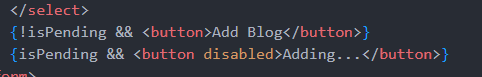 </select>
{!isPending && <button>Add Blog</button>}
{isPending && <button disabled>Adding...</button>}